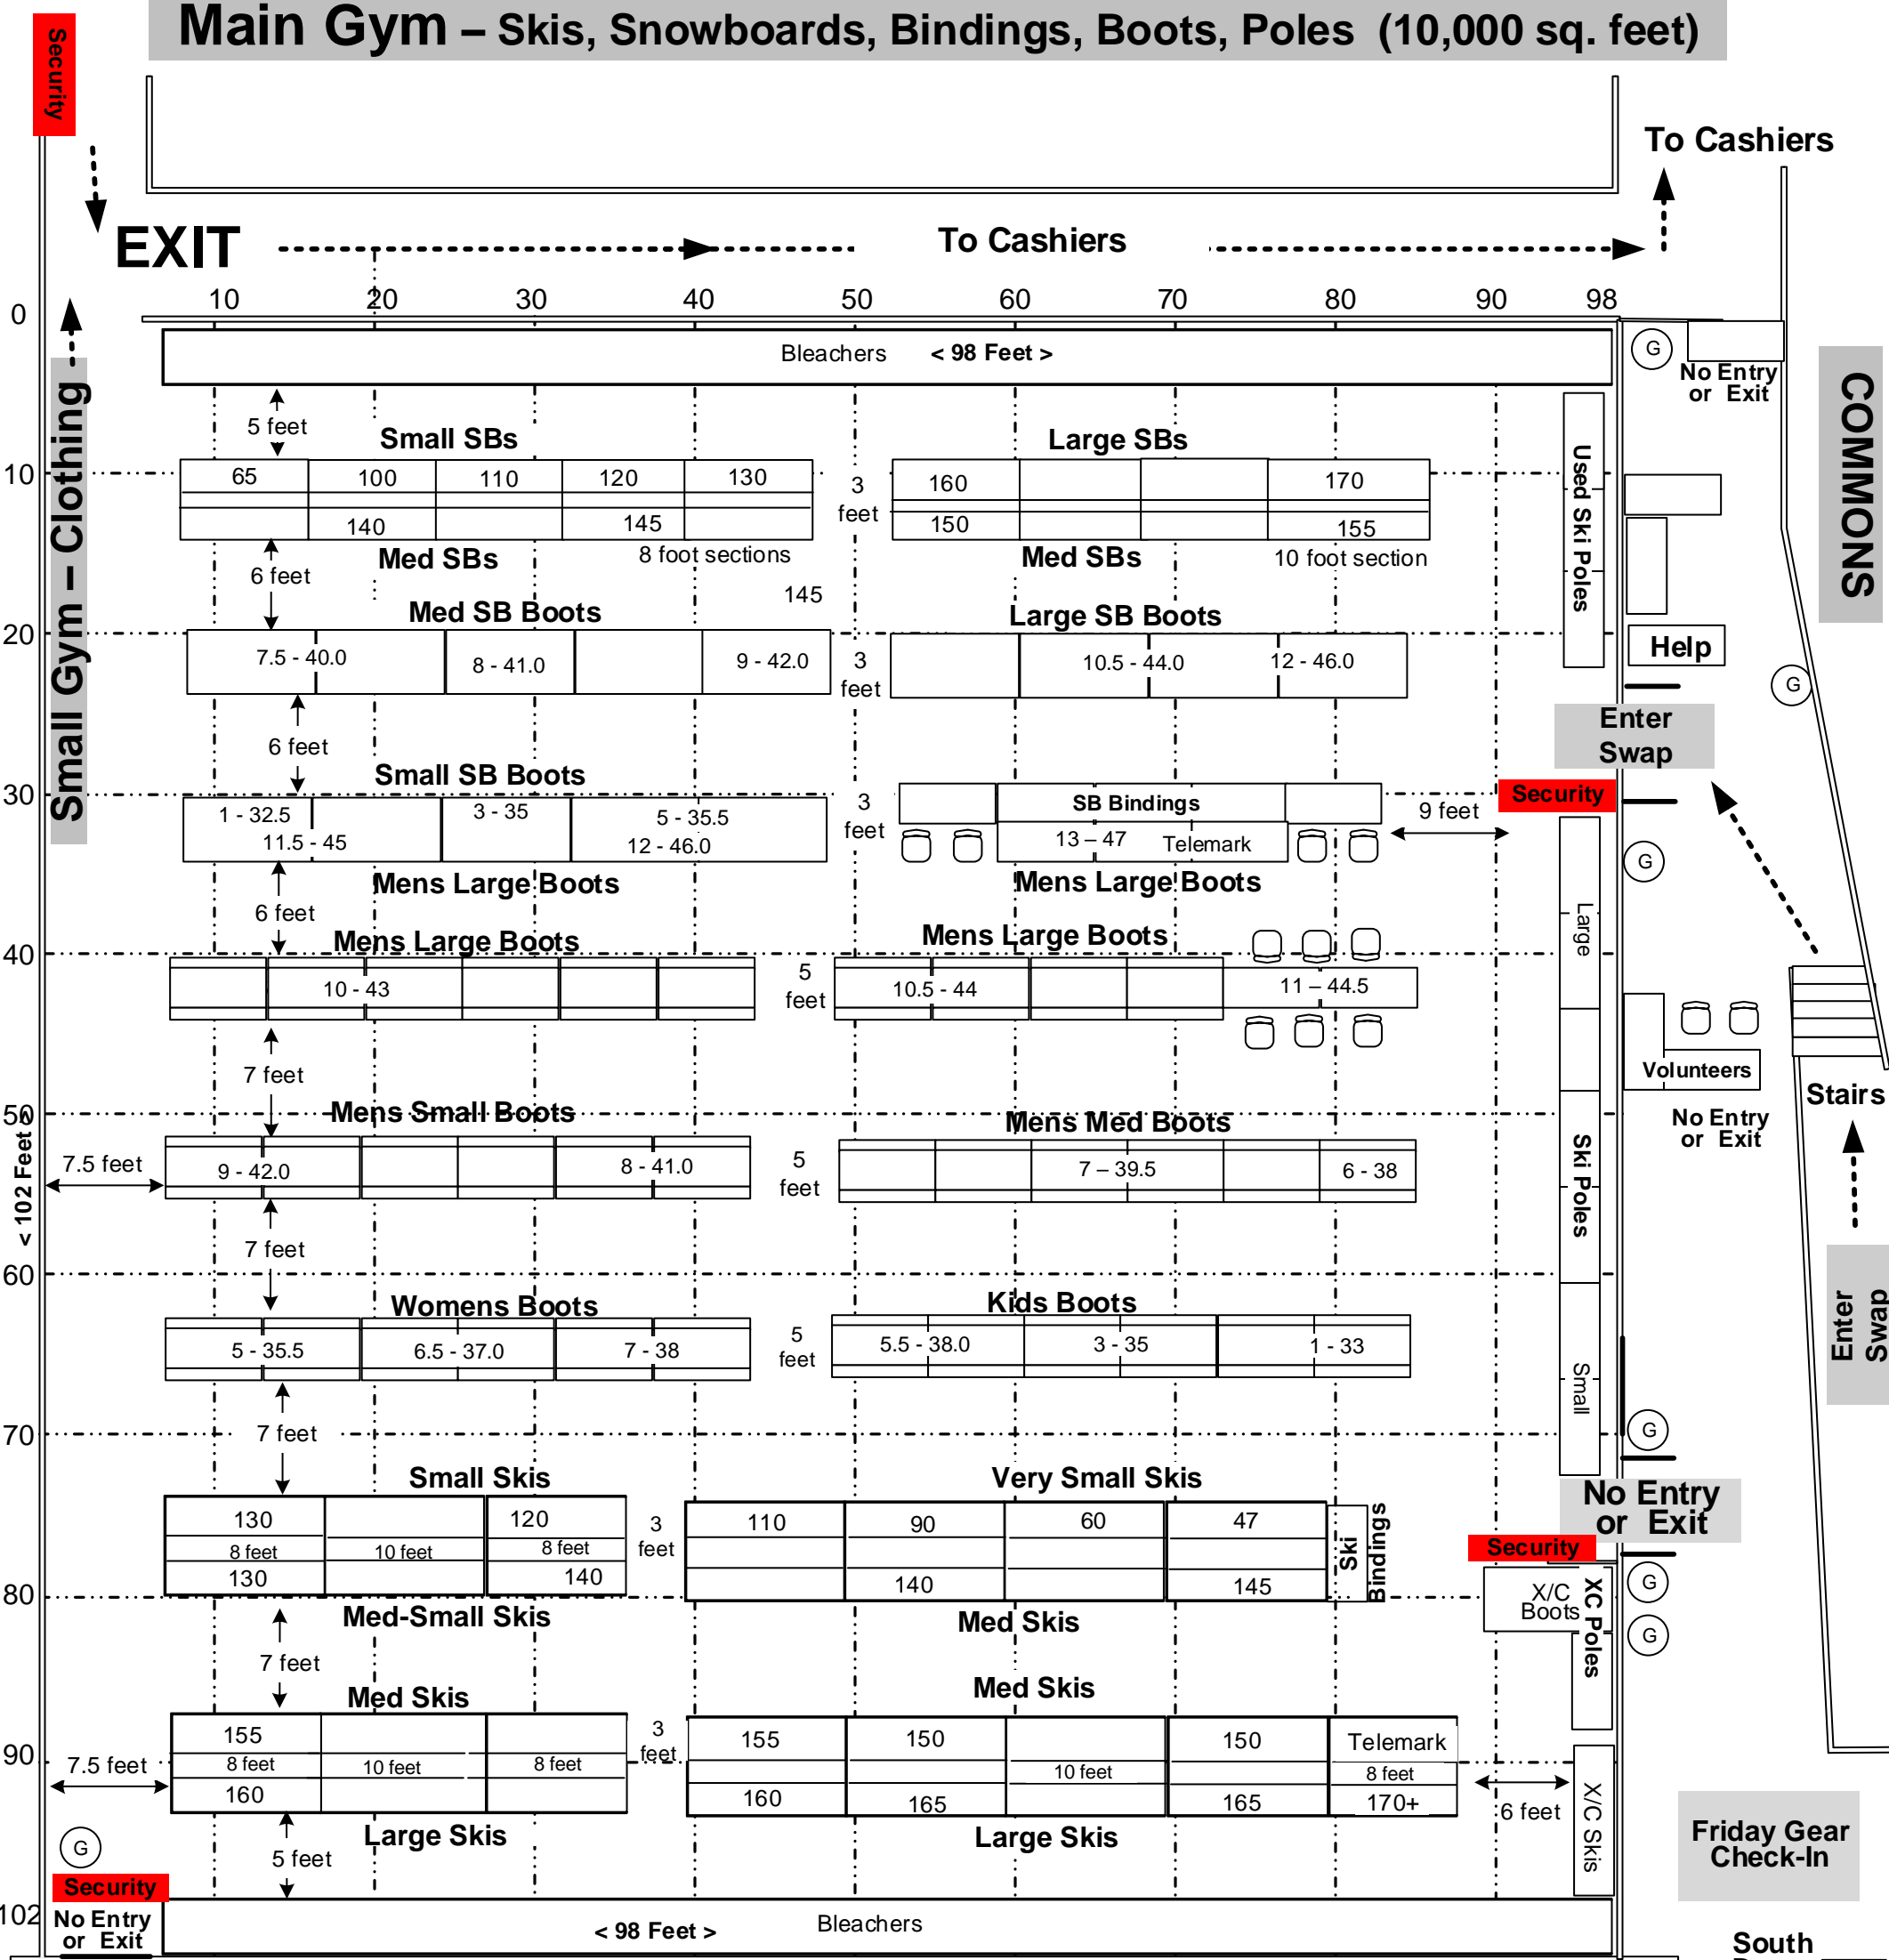 Main Gym – Skis, Snowboards, Bindings, Boots, Poles (10,000 sq. feet)
Security
To Cashiers
EXIT
To Cashiers
0
10 20 30 40 50 60 70 80 90 98
Bleachers < 98 Feet >
G
No Entry
or Exit
COMMONS
Small Gym – Clothing
5 feet
Small SBs
Large SBs
Used Ski Poles
10
65 100 110 120 130
3
feet
160 170
140 145
150 155
Med SBs
8 foot sections
Med SBs
10 foot section
6 feet
145
Med SB Boots
Large SB Boots
20
7.5 - 40.0 8 - 41.0 9 - 42.0
3
feet
10.5 - 44.0 12 - 46.0
Help
G
Enter
Swap
6 feet
Small SB Boots
30
1 - 32.5 3 - 35 5 - 35.5
11.5 - 45 12 - 46.0
3
feet
SB Bindings
13 – 47 Telemark
9 feet
Security
G
Mens Large Boots
Mens Large Boots
6 feet
Large
Mens Large Boots
Mens Large Boots
40
10 - 43
5
feet
10.5 - 44 11 – 44.5
7 feet
Volunteers
No Entry
or Exit
Stairs
50
< 102 Feet >
Mens Small Boots
Mens Med Boots
7.5 feet
9 - 42.0 8 - 41.0
5
feet
7 – 39.5 6 - 38
Ski Poles
7 feet
60
Enter
Swap
Womens Boots
Kids Boots
5 - 35.5 6.5 - 37.0 7 - 38
5
feet
5.5 - 38.0 3 - 35 1 - 33
Small
70
7 feet
G
Small Skis
Very Small Skis
No Entry
or Exit
130 120
8 feet 10 feet 8 feet
130 140
3
feet
110 90 60 47
140 145
Ski
Bindings
Security
X/C
Boots
XC Poles
G
G
80
Med-Small Skis
Med Skis
7 feet
Med Skis
Med Skis
90
7.5 feet
155
8 feet 10 feet 8 feet
160
3
feet
155 150 150 Telemark
10 feet 8 feet
160 165 165 170+
6 feet
X/C Skis
Large Skis
Large Skis
5 feet
Friday Gear
Check-In
G
Security
102
No Entry
or Exit
< 98 Feet > Bleachers
South